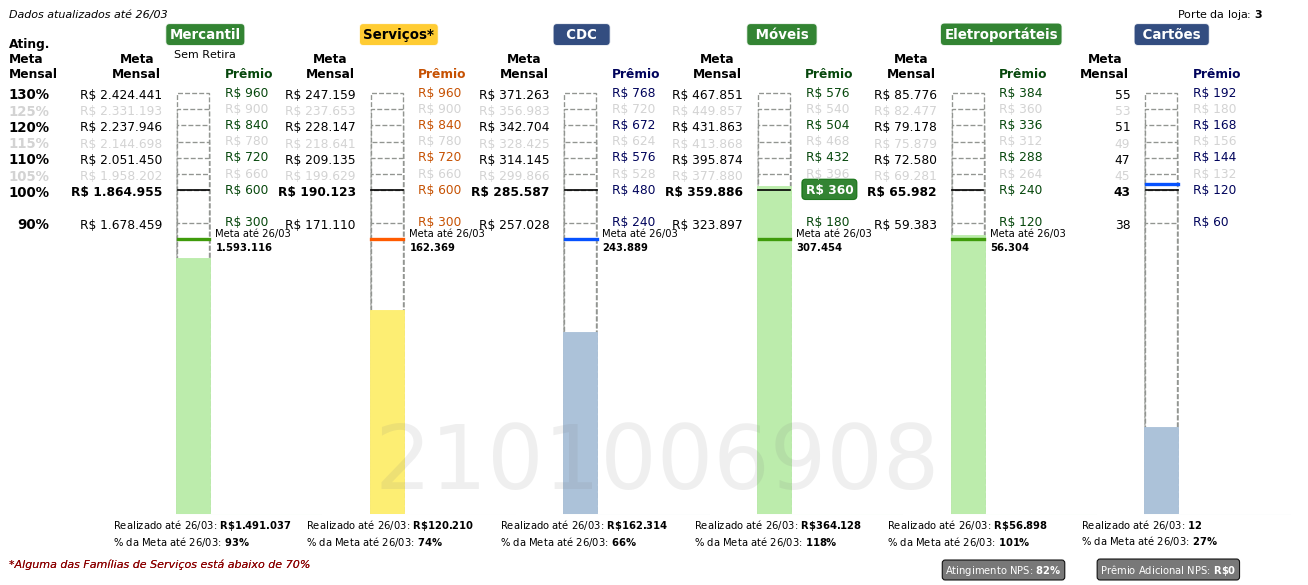 Dados atualizados até 26/03
Porte da loja: 3
Mercantil Serviços* CDC Móveis Eletroportáteis Cartões
Sem Retira
Ating. Meta Mensal
Meta Mensal Prêmio Meta Mensal Prêmio Meta Mensal Prêmio Meta Mensal Prêmio Meta Mensal Prêmio Meta Mensal Prêmio
130% R$ 2.424.441 R$ 960 R$ 247.159 R$ 960 R$ 371.263 R$ 768 R$ 467.851 R$ 576 R$ 85.776 R$ 384 55 R$ 192
125% R$ 2.331.193 R$ 900 R$ 237.653 R$ 900 R$ 356.983 R$ 720 R$ 449.857 R$ 540 R$ 82.477 R$ 360 53 R$ 180
120% R$ 2.237.946 R$ 840 R$ 228.147 R$ 840 R$ 342.704 R$ 672 R$ 431.863 R$ 504 R$ 79.178 R$ 336 51 R$ 168
115% R$ 2.144.698 R$ 780 R$ 218.641 R$ 780 R$ 328.425 R$ 624 R$ 413.868 R$ 468 R$ 75.879 R$ 312 49 R$ 156
110% R$ 2.051.450 R$ 720 R$ 209.135 R$ 720 R$ 314.145 R$ 576 R$ 395.874 R$ 432 R$ 72.580 R$ 288 47 R$ 144
105% R$ 1.958.202 R$ 660 R$ 199.629 R$ 660 R$ 299.866 R$ 528 R$ 377.880 R$ 396 R$ 69.281 R$ 264 45 R$ 132
100% R$ 1.864.955 R$ 600 R$ 190.123 R$ 600 R$ 285.587 R$ 480 R$ 359.886 R$ 360 R$ 65.982 R$ 240 43 R$ 120
90% R$ 1.678.459 R$ 300 R$ 171.110 R$ 300 R$ 257.028 R$ 240 R$ 323.897 R$ 180 R$ 59.383 R$ 120 38 R$ 60
Meta até 26/03 Meta até 26/03 Meta até 26/03 Meta até 26/03 Meta até 26/03
1.593.116 162.369 243.889 307.454 56.304
2101006908
Realizado até 26/03: R$1.491.037 Realizado até 26/03: R$120.210 Realizado até 26/03: R$162.314 Realizado até 26/03: R$364.128 Realizado até 26/03: R$56.898 Realizado até 26/03: 12
% da Meta até 26/03: 93% % da Meta até 26/03: 74% % da Meta até 26/03: 66% % da Meta até 26/03: 118% % da Meta até 26/03: 101% % da Meta até 26/03: 27%
*Alguma das Famílias de Serviços está abaixo de 70%
Atingimento NPS: 82% Prêmio Adicional NPS: R$0